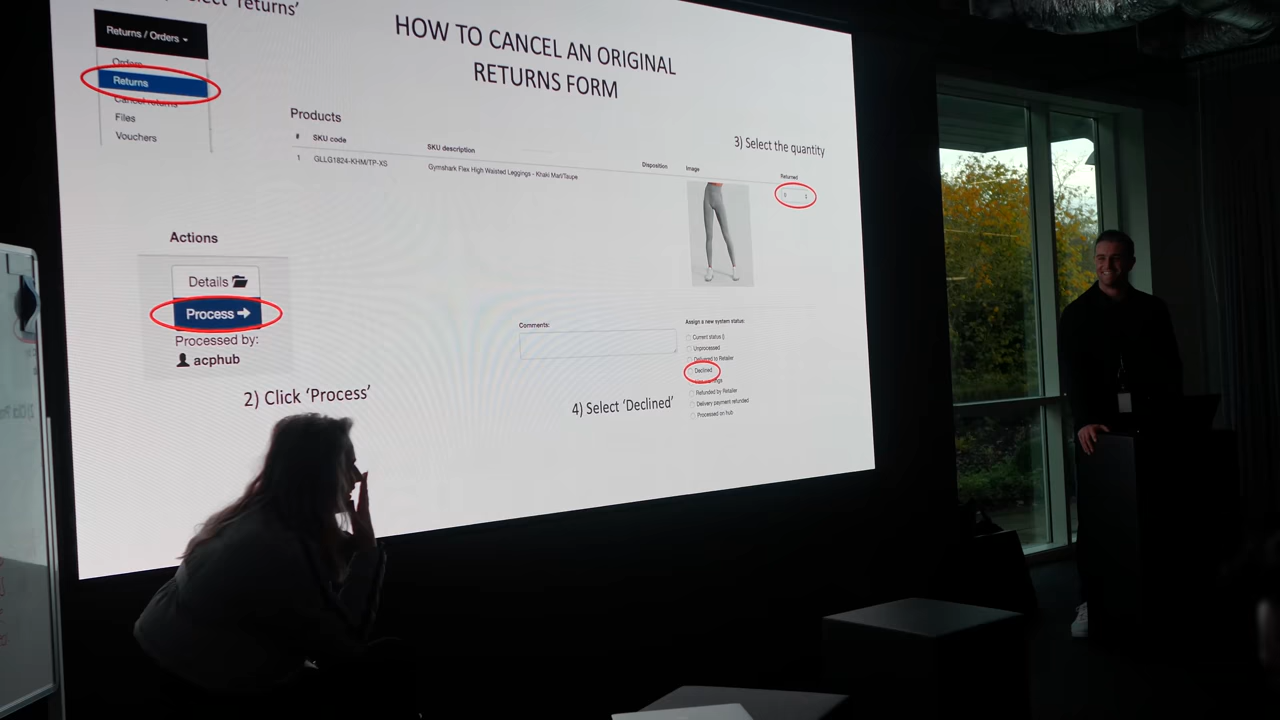 'returns'
Returns / Orders
Orders
Returns
Cancel returns
Files
Vouchers
HOW TO CANCEL AN ORIGINAL
RETURNS FORM
Products
# SKU code SKU description Disposition Image Returned
1 GLLG1824-KHM/TP-XS Gymshark Flex High Waisted Leggings - Khaki Marl/Taupe
3) Select the quantity
Actions
Details
Process
Processed by:
acphub
2) Click 'Process'
Comments:
Assign a new system status:
Current status ()
Unprocessed
Delivered to Retailer
Declined
Refunded by Retailer
Delivery payment refunded
Processed on hub
4) Select 'Declined'